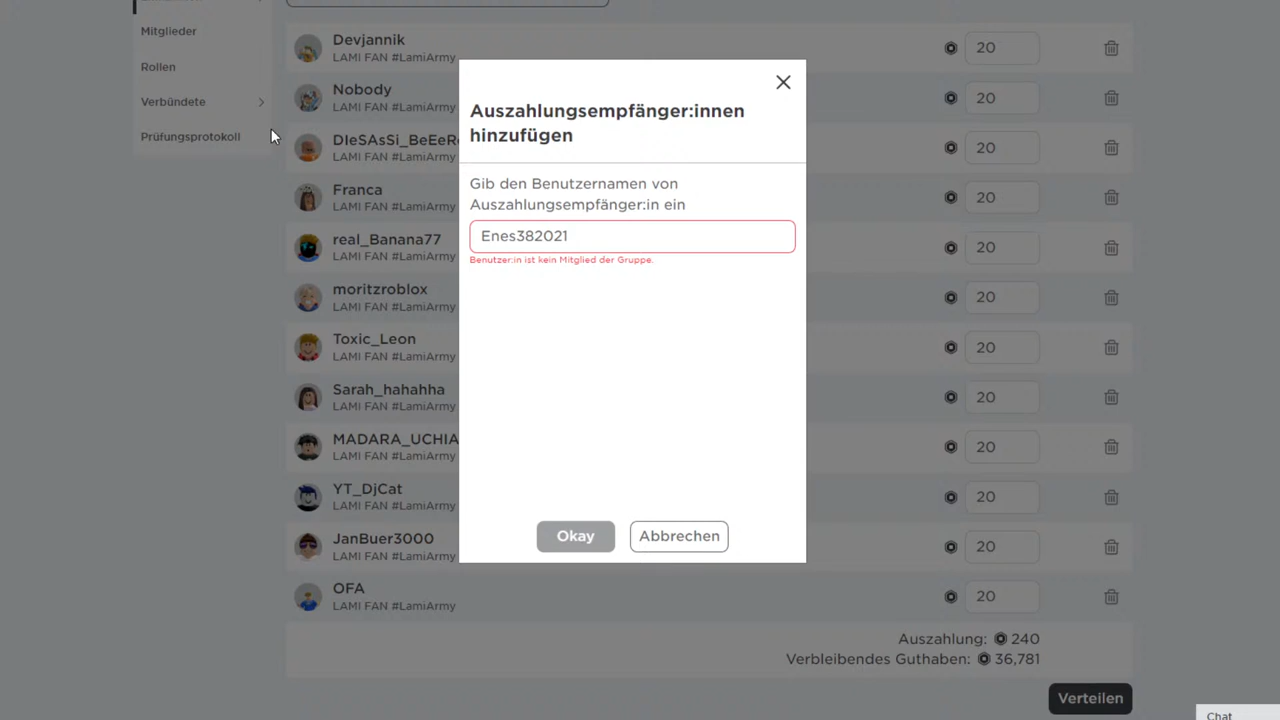 Mitglieder
Rollen
Verbündete
Prüfungsprotokoll
Devjannik
LAMI FAN #LamiArmy
20
Nobody
LAMI FAN #LamiArmy
20
LAMI FAN #LamiArmy
20
Franca
LAMI FAN #LamiArmy
20
real_Banana77
LAMI FAN #LamiArmy
20
moritzroblox
LAMI FAN #LamiArmy
20
Toxic_Leon
LAMI FAN #LamiArmy
20
Sarah_hahahha
LAMI FAN #LamiArmy
20
MADARA_UCHIA
LAMI FAN #LamiArmy
20
YT_DjCat
LAMI FAN #LamiArmy
20
JanBuer3000
LAMI FAN #LamiArmy
20
OFA
LAMI FAN #LamiArmy
20
Auszahlung: 240
Verbleibendes Guthaben: 36,781
Verteilen
Chat
Auszahlungsempfänger:innen
hinzufügen
Gib den Benutzernamen von
Auszahlungsempfänger:in ein
Enes382021
Benutzer:in ist kein Mitglied der Gruppe.
Okay
Abbrechen